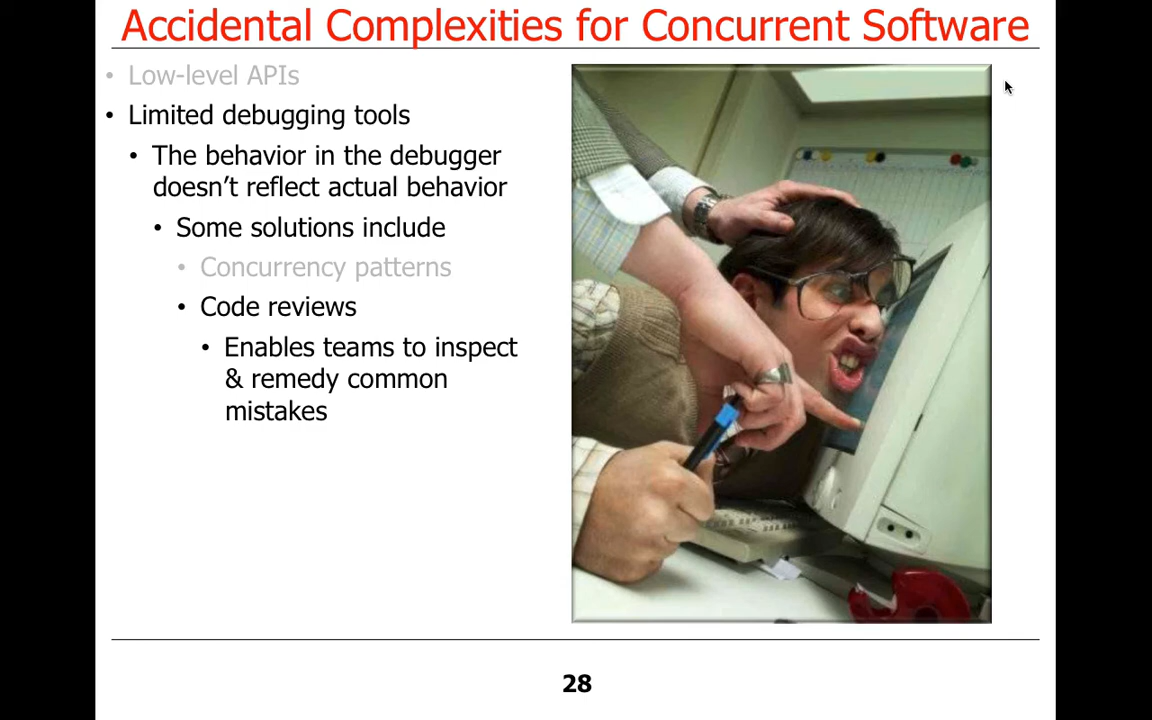 Accidental Complexities for Concurrent Software
• Low-level APIs
• Limited debugging tools
• The behavior in the debugger
doesn’t reflect actual behavior
• Some solutions include
• Concurrency patterns
• Code reviews
• Enables teams to inspect
& remedy common
mistakes
28